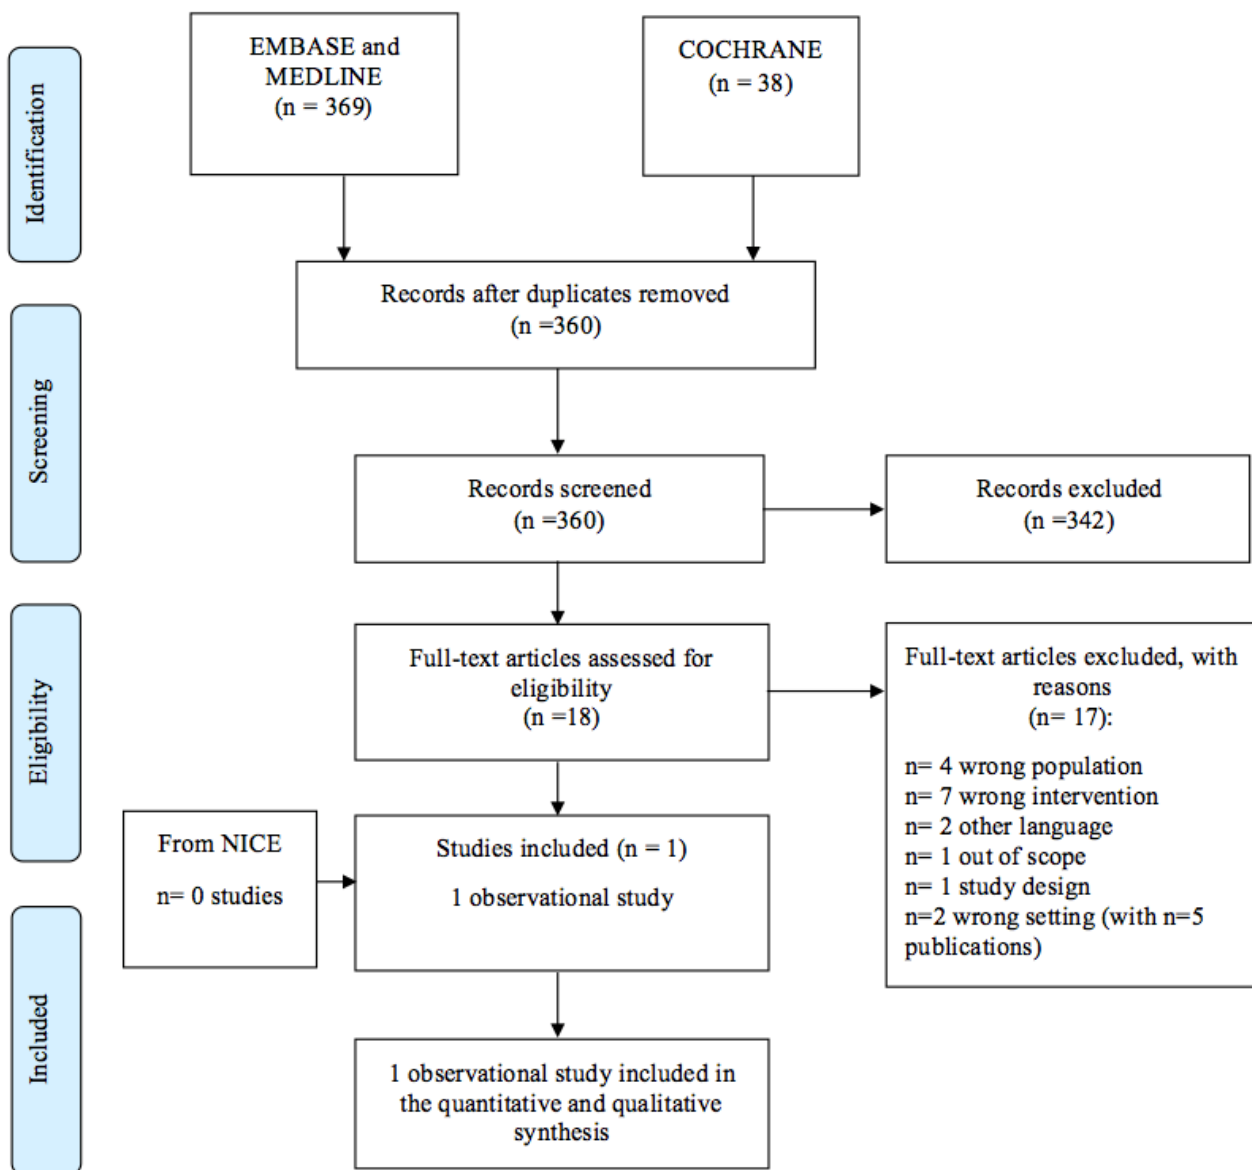 EMBASE and
MEDLINE
(n = 369)
COCHRANE
(n = 38)
Identification
Records after duplicates removed
(n =360)
Screening
Records screened
(n =360)
Records excluded
(n =342)
Eligibility
Full-text articles assessed for
eligibility
(n =18)
Full-text articles excluded, with
reasons
(n= 17):
n= 4 wrong population
n= 7 wrong intervention
n= 2 other language
n= 1 out of scope
n= 1 study design
n=2 wrong setting (with n=5
publications)
From NICE
n= 0 studies
Studies included (n = 1)
1 observational study
Included
1 observational study included in
the quantitative and qualitative
synthesis